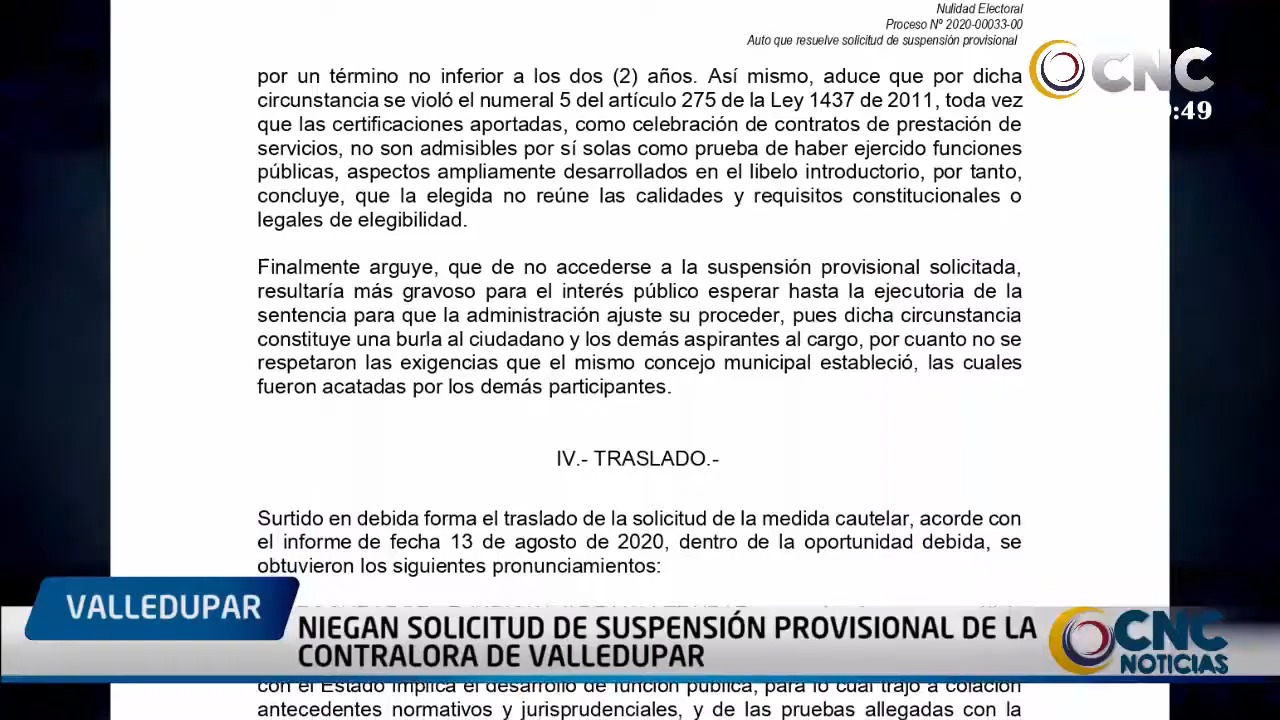 Nulidad Electoral
Proceso Nº 2020-00033-00
Auto que resuelve solicitud de suspensión provisional
CNC
:49
por un término no inferior a los dos (2) años. Así mismo, aduce que por dicha
circunstancia se violó el numeral 5 del artículo 275 de la Ley 1437 de 2011, toda vez
que las certificaciones aportadas, como celebración de contratos de prestación de
servicios, no son admisibles por sí solas como prueba de haber ejercido funciones
públicas, aspectos ampliamente desarrollados en el libelo introductorio, por tanto,
concluye, que la elegida no reúne las calidades y requisitos constitucionales o
legales de elegibilidad.
Finalmente arguye, que de no accederse a la suspensión provisional solicitada,
resultaría más gravoso para el interés público esperar hasta la ejecutoria de la
sentencia para que la administración ajuste su proceder, pues dicha circunstancia
constituye una burla al ciudadano y los demás aspirantes al cargo, por cuanto no se
respetaron las exigencias que el mismo concejo municipal estableció, las cuales
fueron acatadas por los demás participantes.
IV.- TRASLADO.-
Surtido en debida forma el traslado de la solicitud de la medida cautelar, acorde con
el informe de fecha 13 de agosto de 2020, dentro de la oportunidad debida, se
obtuvieron los siguientes pronunciamientos:
VALLEDUPAR
NIEGAN SOLICITUD DE SUSPENSIÓN PROVISIONAL DE LA
CONTRALORA DE VALLEDUPAR
CNC
NOTICIAS
con el Estado implica el desarrollo de función pública, para lo cual trajo a colación
antecedentes normativos y jurisprudenciales, y de las pruebas allegadas con la